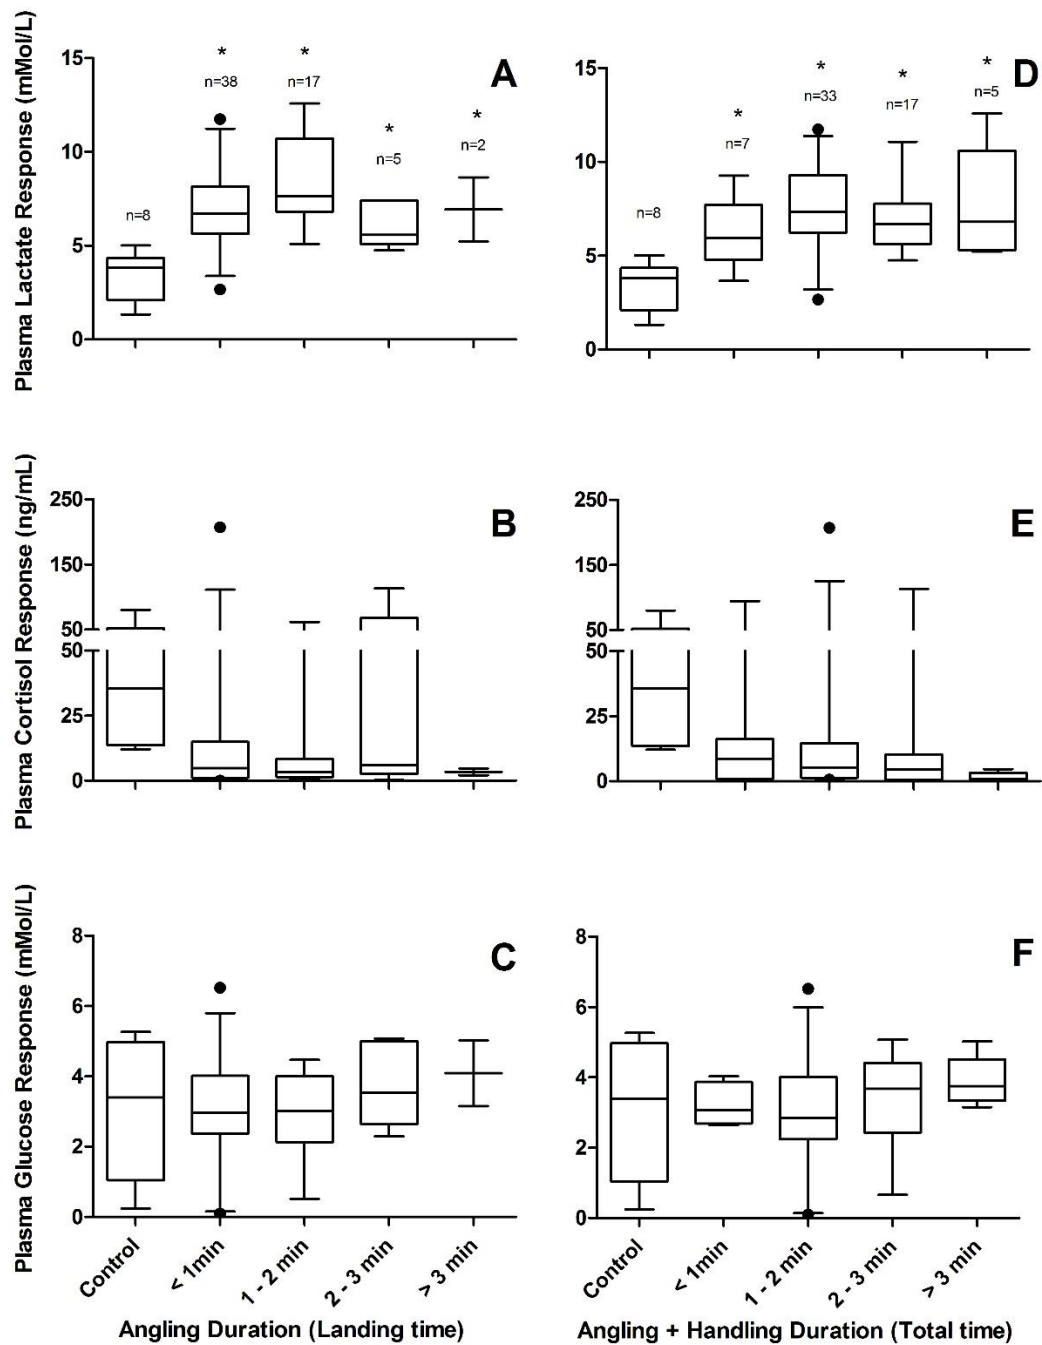 Plasma Lactate Response (mMol/L)
15
10
5
0
n=8
*
n=38
*
n=17
*
n=5
*
n=2
A
15
10
5
0
n=8
*
n=7
*
n=33
*
n=17
*
n=5
D
Plasma Cortisol Response (ng/mL)
250
150
50
50
25
0
B
250
150
50
50
25
0
E
Plasma Glucose Response (mMol/L)
8
6
4
2
0
C
Control
< 1min
1 - 2 min
2 - 3 min
> 3 min
Angling Duration (Landing time)
8
6
4
2
0
F
Control
< 1min
1 - 2 min
2 - 3 min
> 3 min
Angling + Handling Duration (Total time)